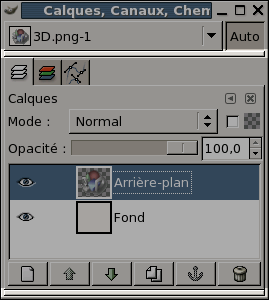 Calques, Canaux, Chem
3D.png-1
Auto
Calques
Mode :
Normal
Opacité :
100,0
Arrière-plan
Fond